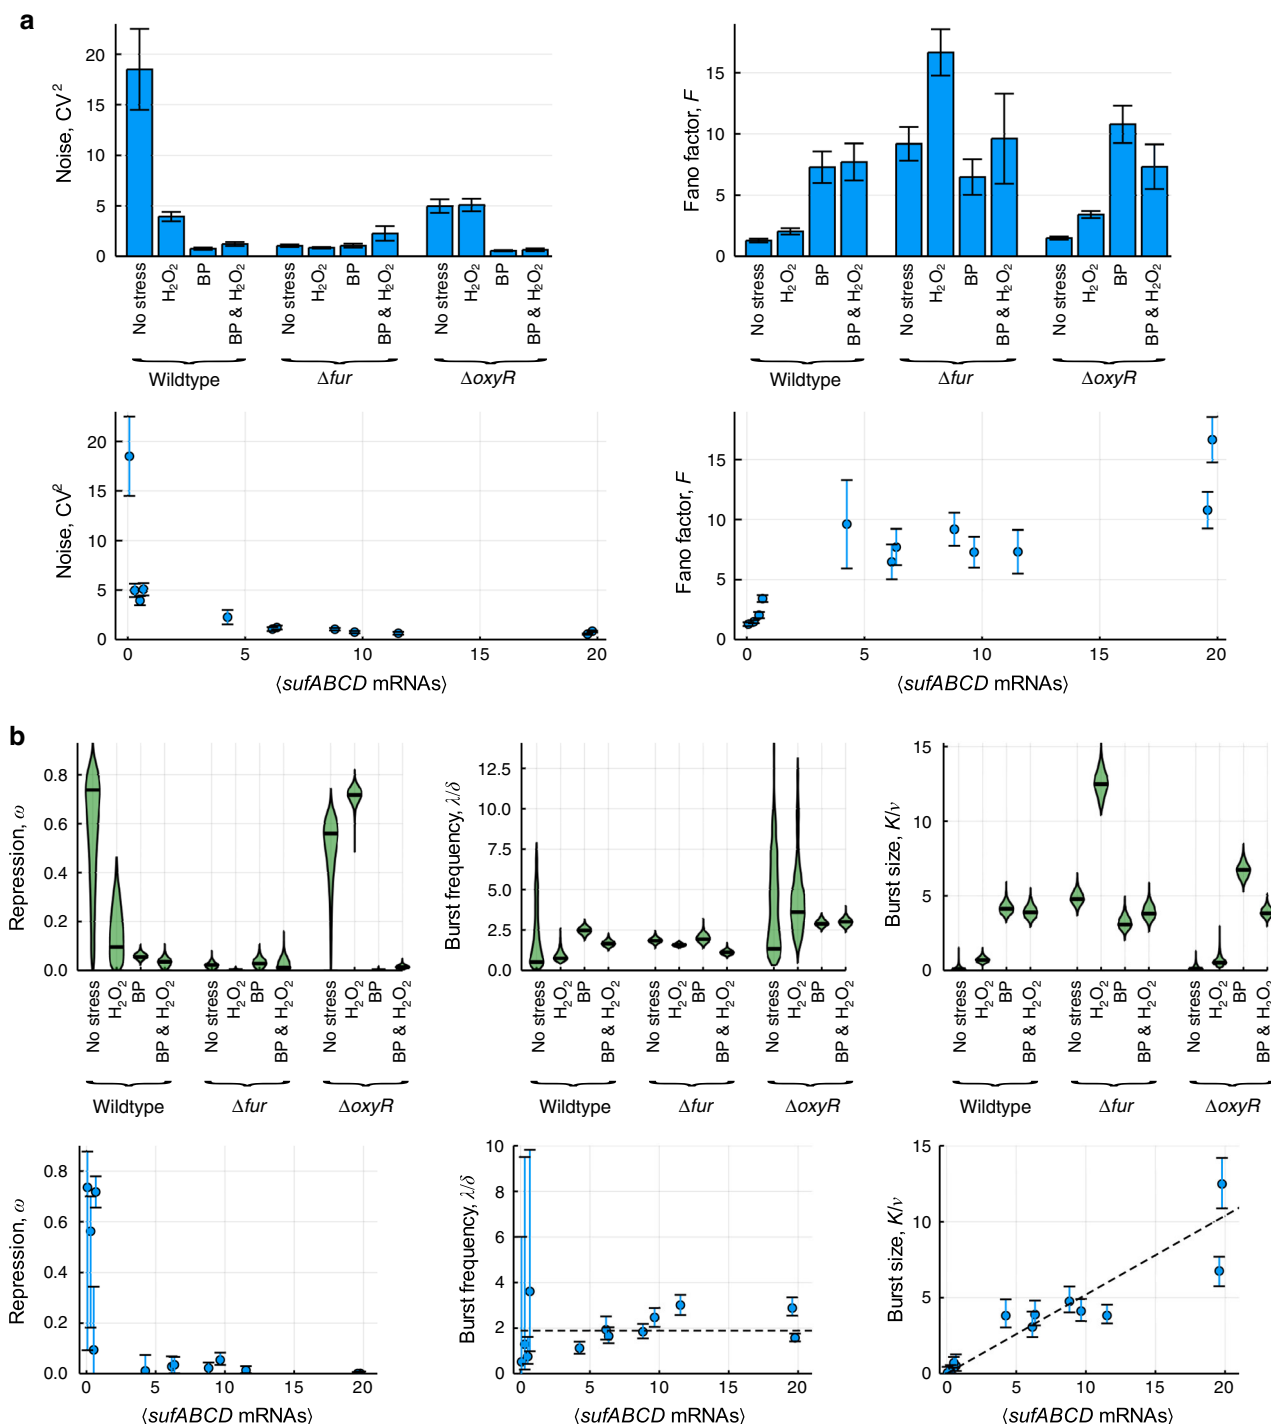 a
Noise, CV²
20
15
10
5
0
No stress
H₂O₂
BP
BP & H₂O₂
No stress
H₂O₂
BP
BP & H₂O₂
No stress
H₂O₂
BP
BP & H₂O₂
Wildtype
Δfur
ΔoxyR
Fano factor, F
15
10
5
0
No stress
H₂O₂
BP
BP & H₂O₂
No stress
H₂O₂
BP
BP & H₂O₂
No stress
H₂O₂
BP
BP & H₂O₂
Wildtype
Δfur
ΔoxyR
Noise, CV²
20
15
10
5
0
0 5 10 15 20
⟨sufABCD mRNAs⟩
Fano factor, F
15
10
5
0
0 5 10 15 20
⟨sufABCD mRNAs⟩
b
Repression, ω
0.8
0.6
0.4
0.2
0.0
No stress
H₂O₂
BP
BP & H₂O₂
No stress
H₂O₂
BP
BP & H₂O₂
No stress
H₂O₂
BP
BP & H₂O₂
Wildtype
Δfur
ΔoxyR
Burst frequency, λ/δ
12.5
10.0
7.5
5.0
2.5
0.0
No stress
H₂O₂
BP
BP & H₂O₂
No stress
H₂O₂
BP
BP & H₂O₂
No stress
H₂O₂
BP
BP & H₂O₂
Wildtype
Δfur
ΔoxyR
Burst size, K/ν
15
10
5
0
No stress
H₂O₂
BP
BP & H₂O₂
No stress
H₂O₂
BP
BP & H₂O₂
No stress
H₂O₂
BP
BP & H₂O₂
Wildtype
Δfur
ΔoxyR
Repression, ω
0.8
0.6
0.4
0.2
0.0
0 5 10 15 20
⟨sufABCD mRNAs⟩
Burst frequency, λ/δ
10
8
6
4
2
0
0 5 10 15 20
⟨sufABCD mRNAs⟩
Burst size, K/ν
15
10
5
0
0 5 10 15 20
⟨sufABCD mRNAs⟩